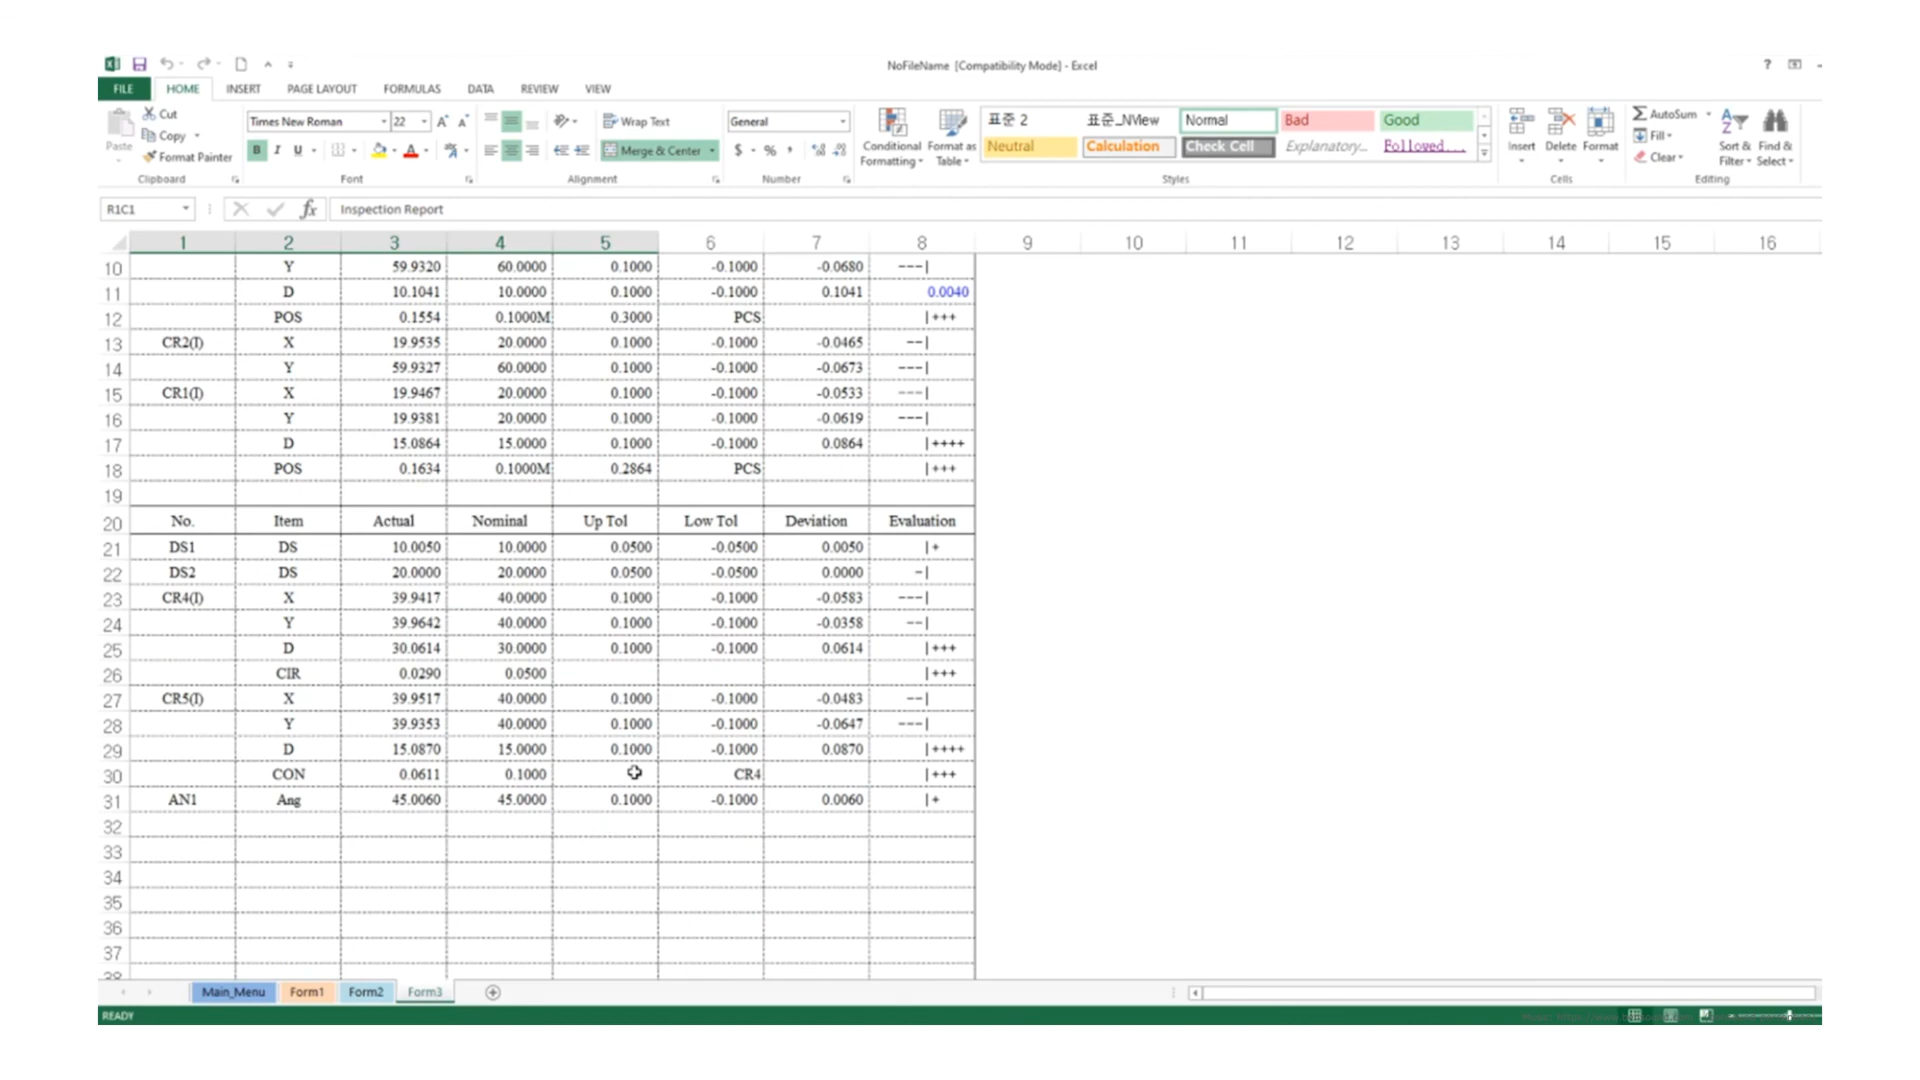 NoFileName [Compatibility Mode] - Excel
?
FILE HOME INSERT PAGE LAYOUT FORMULAS DATA REVIEW VIEW
Paste Cut Copy Format Painter Clipboard
Times New Roman 22 A A B I U A Font
Wrap Text Merge & Center Alignment
General $ % , Number
Conditional Formatting Format as Table
표준 2 표준_NView Normal Bad Good
Neutral Calculation Check Cell Explanatory... Followed....
Styles
Insert Delete Format Cells
AutoSum Fill Clear Sort & Filter Find & Select Editing
R1C1 fx Inspection Report
1 2 3 4 5 6 7 8 9 10 11 12 13 14 15 16
10 Y 59.9320 60.0000 0.1000 -0.1000 -0.0680 ---|
11 D 10.1041 10.0000 0.1000 -0.1000 0.1041 0.0040
12 POS 0.1554 0.1000M 0.3000 PCS |+++
13 CR2(I) X 19.9535 20.0000 0.1000 -0.1000 -0.0465 --|
14 Y 59.9327 60.0000 0.1000 -0.1000 -0.0673 ---|
15 CR1(I) X 19.9467 20.0000 0.1000 -0.1000 -0.0533 ---|
16 Y 19.9381 20.0000 0.1000 -0.1000 -0.0619 ---|
17 D 15.0864 15.0000 0.1000 -0.1000 0.0864 |++++
18 POS 0.1634 0.1000M 0.2864 PCS |+++
19
20 No. Item Actual Nominal Up Tol Low Tol Deviation Evaluation
21 DS1 DS 10.0050 10.0000 0.0500 -0.0500 0.0050 |+
22 DS2 DS 20.0000 20.0000 0.0500 -0.0500 0.0000 -|
23 CR4(I) X 39.9417 40.0000 0.1000 -0.1000 -0.0583 ---|
24 Y 39.9642 40.0000 0.1000 -0.1000 -0.0358 --|
25 D 30.0614 30.0000 0.1000 -0.1000 0.0614 |+++
26 CIR 0.0290 0.0500 |+++
27 CR5(I) X 39.9517 40.0000 0.1000 -0.1000 -0.0483 --|
28 Y 39.9353 40.0000 0.1000 -0.1000 -0.0647 ---|
29 D 15.0870 15.0000 0.1000 -0.1000 0.0870 |++++
30 CON 0.0611 0.1000 CR4 |+++
31 AN1 Ang 45.0060 45.0000 0.1000 -0.1000 0.0060 |+
32
33
34
35
36
37
38
Main_Menu Form1 Form2 Form3
READY